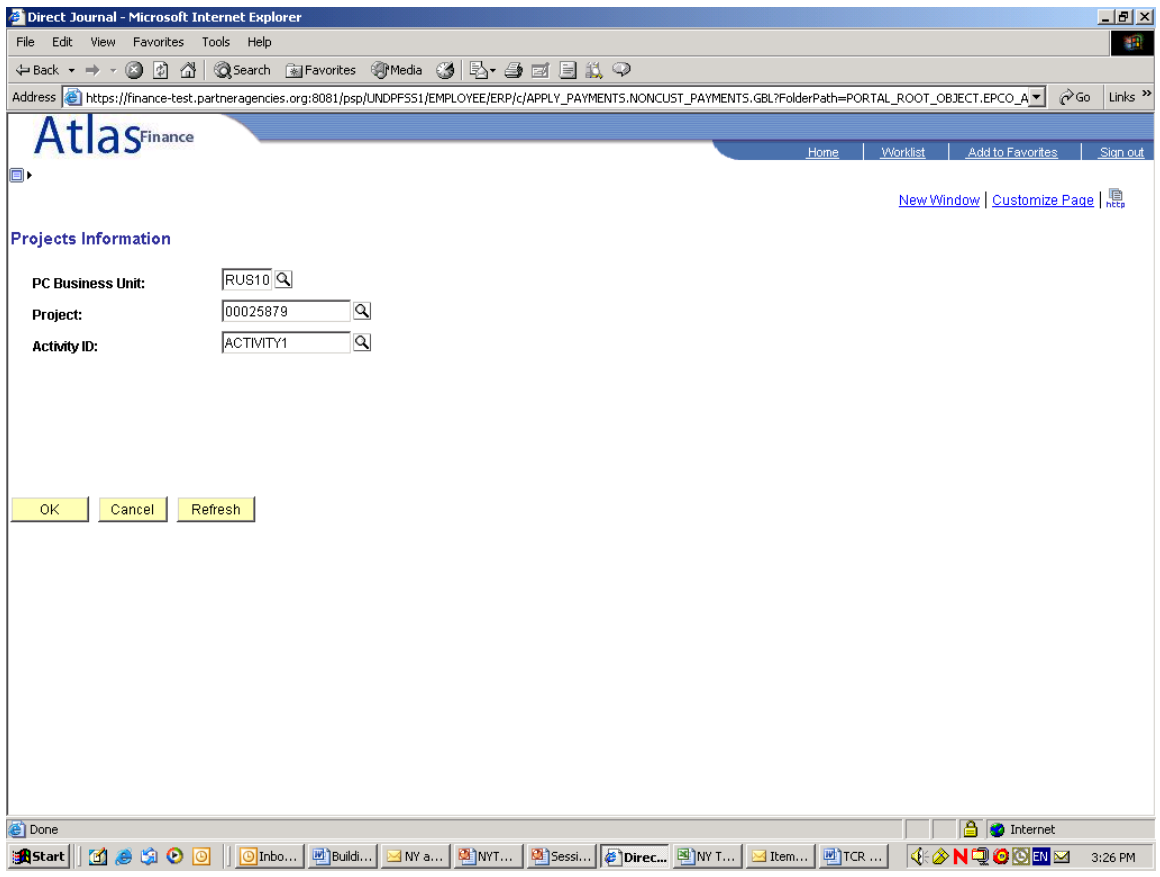 Direct Journal - Microsoft Internet Explorer
File Edit View Favorites Tools Help
Back Search Favorites Media
Address https://finance-test.partneragencies.org:8081/psp/UNDPFSS1/EMPLOYEE/ERP/c/APPLY_PAYMENTS.NONCUST_PAYMENTS.GBL?FolderPath=PORTAL_ROOT_OBJECT.EPCO_A Go Links »
Atlas Finance
Home Worklist Add to Favorites Sign out
New Window | Customize Page | http
Projects Information
PC Business Unit: RUS10
Project: 00025879
Activity ID: ACTIVITY1
OK Cancel Refresh
Done Internet
Start Inbo... Buildi... NY a... NYT... Sessi... Direc... NY T... Item... TCR ... N EN 3:26 PM